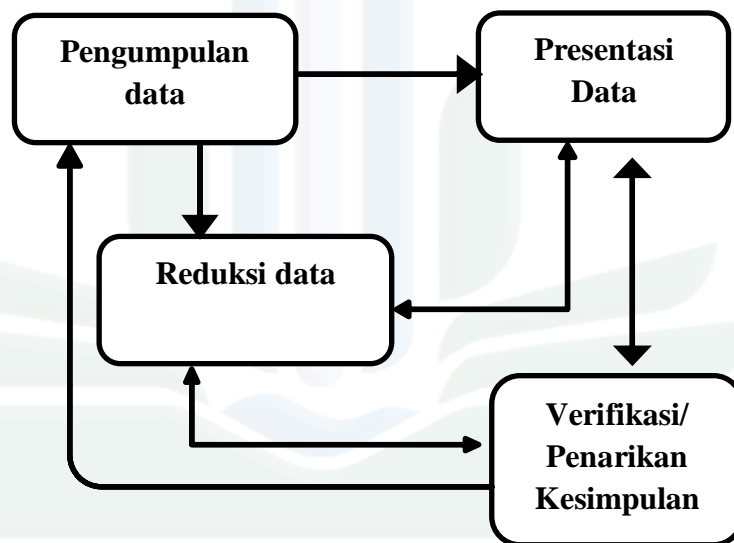 Pengumpulan
data
Presentasi
Data
Reduksi data
Verifikasi/
Penarikan
Kesimpulan